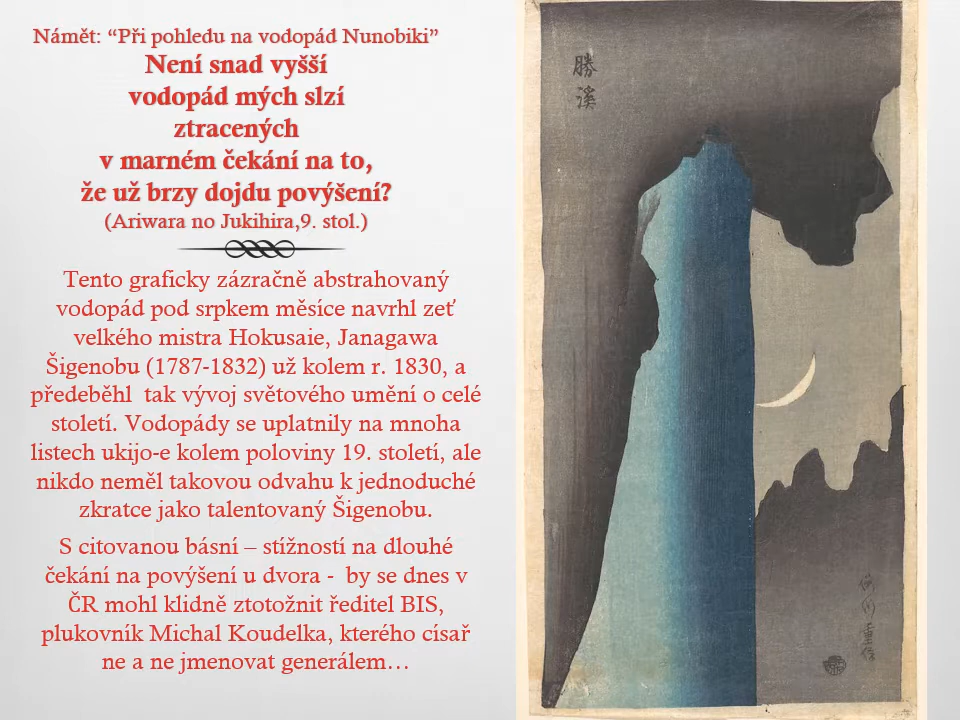 Námět: “Při pohledu na vodopád Nunobiki”
Není snad vyšší
vodopád mých slzí
ztracených
v marném čekání na to,
že už brzy dojdu povýšení?
(Ariwara no Jukihira,9. stol.)
Tento graficky zázračně abstrahovaný
vodopád pod srpkem měsíce navrhl zeť
velkého mistra Hokusaie, Janagawa
Šigenobu (1787-1832) už kolem r. 1830, a
předeběhl  tak vývoj světového umění o celé
století. Vodopády se uplatnily na mnoha
listech ukijo-e kolem poloviny 19. století, ale
nikdo neměl takovou odvahu k jednoduché
zkratce jako talentovaný Šigenobu.
S citovanou básní – stížností na dlouhé
čekání na povýšení u dvora -  by se dnes v
ČR mohl klidně ztotožnit ředitel BIS,
plukovník Michal Koudelka, kterého císař
ne a ne jmenovat generálem…
勝溪
柳川重信